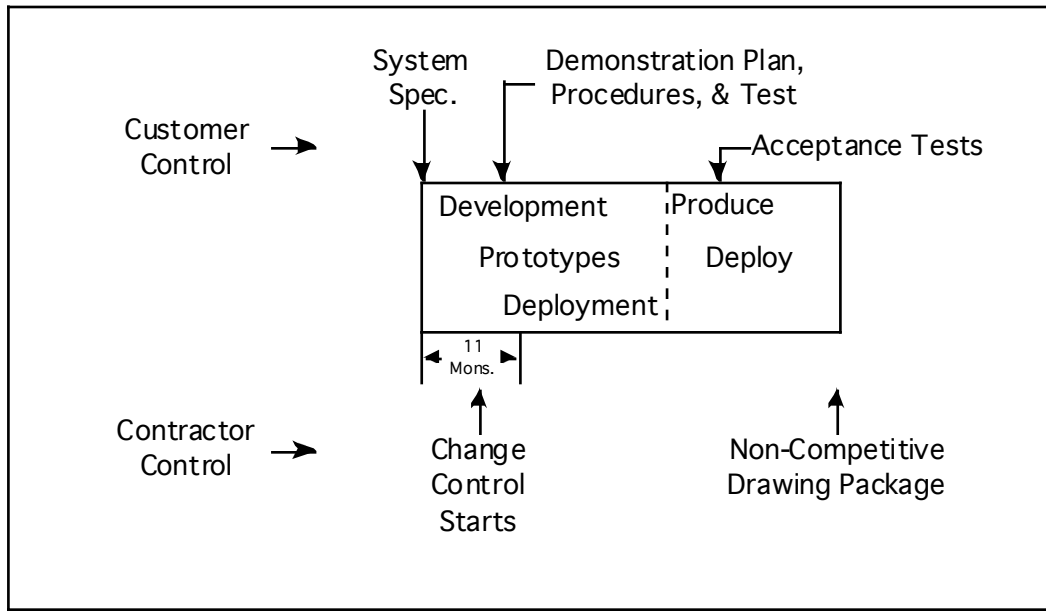 System
Spec.
Demonstration Plan,
Procedures, & Test
Customer
Control
Acceptance Tests
Development
Produce
Prototypes
Deploy
Deployment
11
Mons.
Contractor
Control
Change
Control
Starts
Non-Competitive
Drawing Package